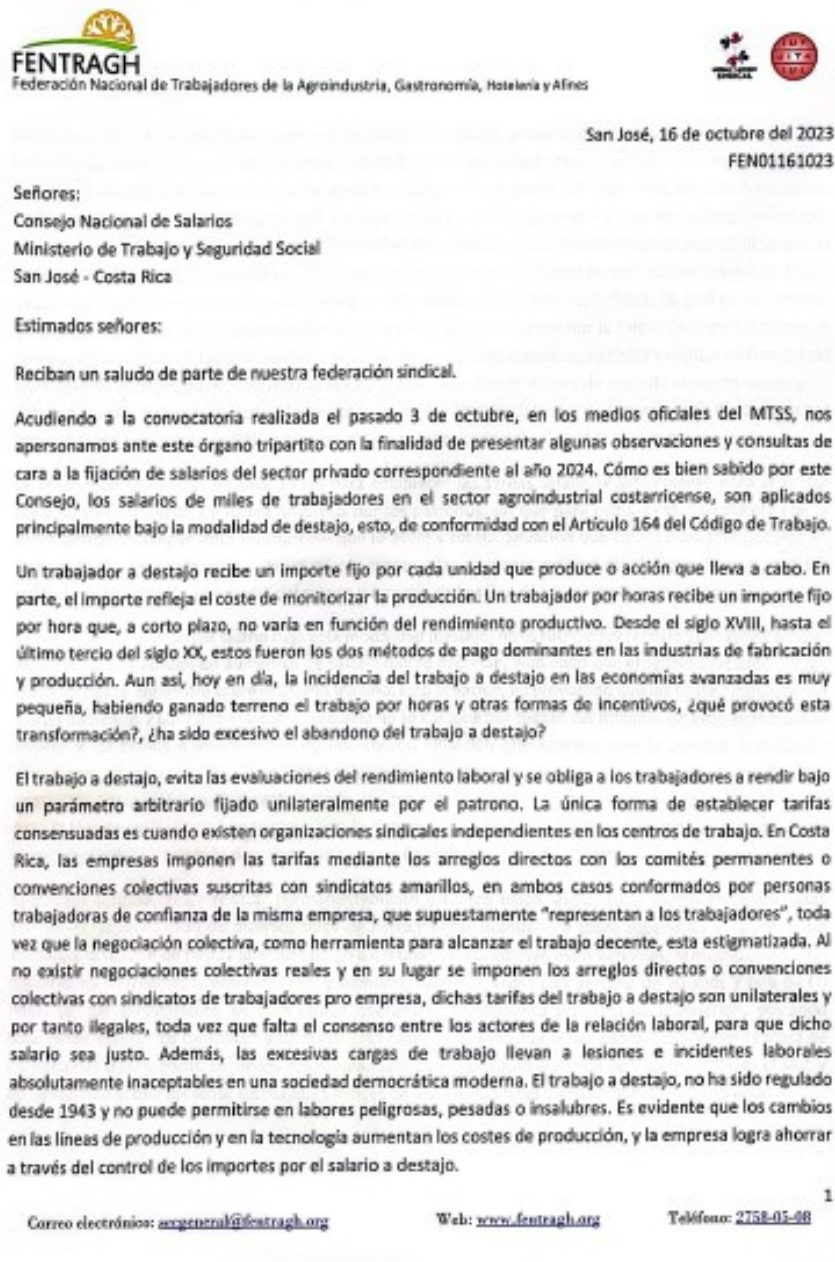 FENTRAGH
Federación Nacional de Trabajadores de la Agroindustria, Gastronomía, Hotelería y Afines
SINDICAL
UITA
San José, 16 de octubre del 2023
FEN01161023
Señores:
Consejo Nacional de Salarios
Ministerio de Trabajo y Seguridad Social
San José - Costa Rica
Estimados señores:
Reciban un saludo de parte de nuestra federación sindical.
Acudiendo a la convocatoria realizada el pasado 3 de octubre, en los medios oficiales del MTSS, nos
apersonamos ante este órgano tripartito con la finalidad de presentar algunas observaciones y consultas de
cara a la fijación de salarios del sector privado correspondiente al año 2024. Cómo es bien sabido por este
Consejo, los salarios de miles de trabajadores en el sector agroindustrial costarricense, son aplicados
principalmente bajo la modalidad de destajo, esto, de conformidad con el Artículo 164 del Código de Trabajo.
Un trabajador a destajo recibe un importe fijo por cada unidad que produce o acción que lleva a cabo. En
parte, el importe refleja el coste de monitorizar la producción. Un trabajador por horas recibe un importe fijo
por hora que, a corto plazo, no varía en función del rendimiento productivo. Desde el siglo XVIII, hasta el
último tercio del siglo XX, estos fueron los dos métodos de pago dominantes en las industrias de fabricación
y producción. Aun así, hoy en día, la incidencia del trabajo a destajo en las economías avanzadas es muy
pequeña, habiendo ganado terreno el trabajo por horas y otras formas de incentivos, ¿qué provocó esta
transformación?, ¿ha sido excesivo el abandono del trabajo a destajo?
El trabajo a destajo, evita las evaluaciones del rendimiento laboral y se obliga a los trabajadores a rendir bajo
un parámetro arbitrario fijado unilateralmente por el patrono. La única forma de establecer tarifas
consensuadas es cuando existen organizaciones sindicales independientes en los centros de trabajo. En Costa
Rica, las empresas imponen las tarifas mediante los arreglos directos con los comités permanentes o
convenciones colectivas suscritas con sindicatos amarillos, en ambos casos conformados por personas
trabajadoras de confianza de la misma empresa, que supuestamente "representan a los trabajadores", toda
vez que la negociación colectiva, como herramienta para alcanzar el trabajo decente, esta estigmatizada. Al
no existir negociaciones colectivas reales y en su lugar se imponen los arreglos directos o convenciones
colectivas con sindicatos de trabajadores pro empresa, dichas tarifas del trabajo a destajo son unilaterales y
por tanto ilegales, toda vez que falta el consenso entre los actores de la relación laboral, para que dicho
salario sea justo. Además, las excesivas cargas de trabajo llevan a lesiones e incidentes laborales
absolutamente inaceptables en una sociedad democrática moderna. El trabajo a destajo, no ha sido regulado
desde 1943 y no puede permitirse en labores peligrosas, pesadas o insalubres. Es evidente que los cambios
en las líneas de producción y en la tecnología aumentan los costes de producción, y la empresa logra ahorrar
a través del control de los importes por el salario a destajo.
1
Correo electrónico: secgeneral@fentragh.org Web: www.fentragh.org Teléfono: 2758-05-08